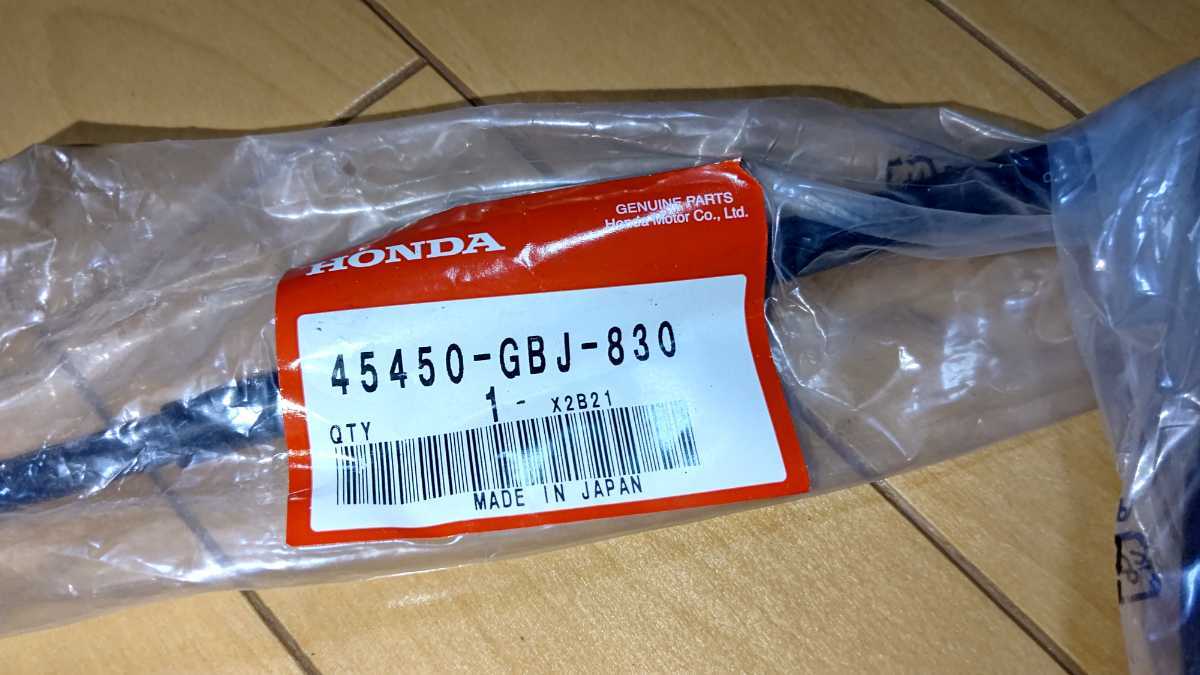 GENUINE PARTS
Honda Motor Co., Ltd.
HONDA
45450-GBJ-830
1 - X2B21
QTY
MADE IN JAPAN